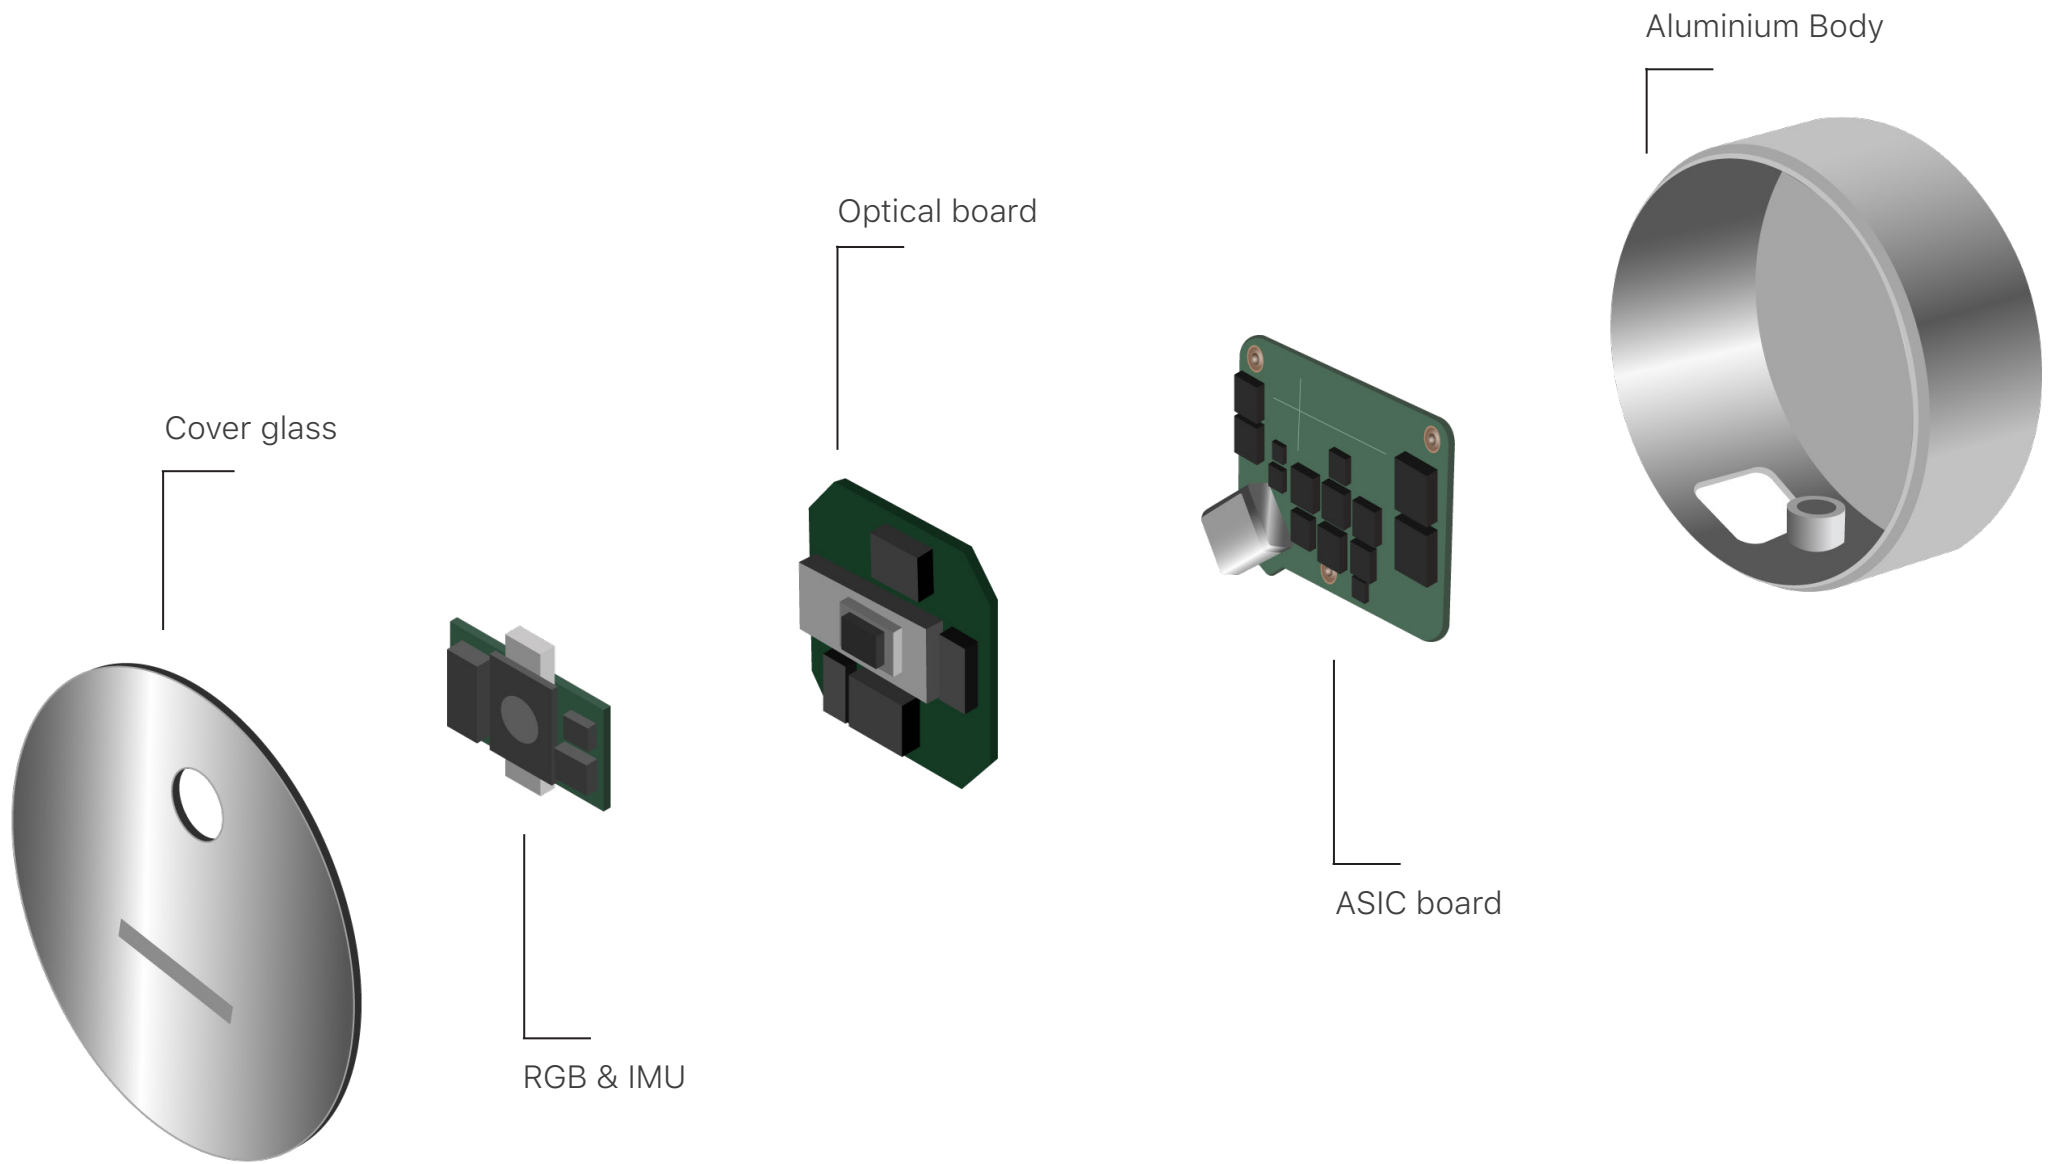 Aluminium Body
Optical board
Cover glass
ASIC board
RGB & IMU